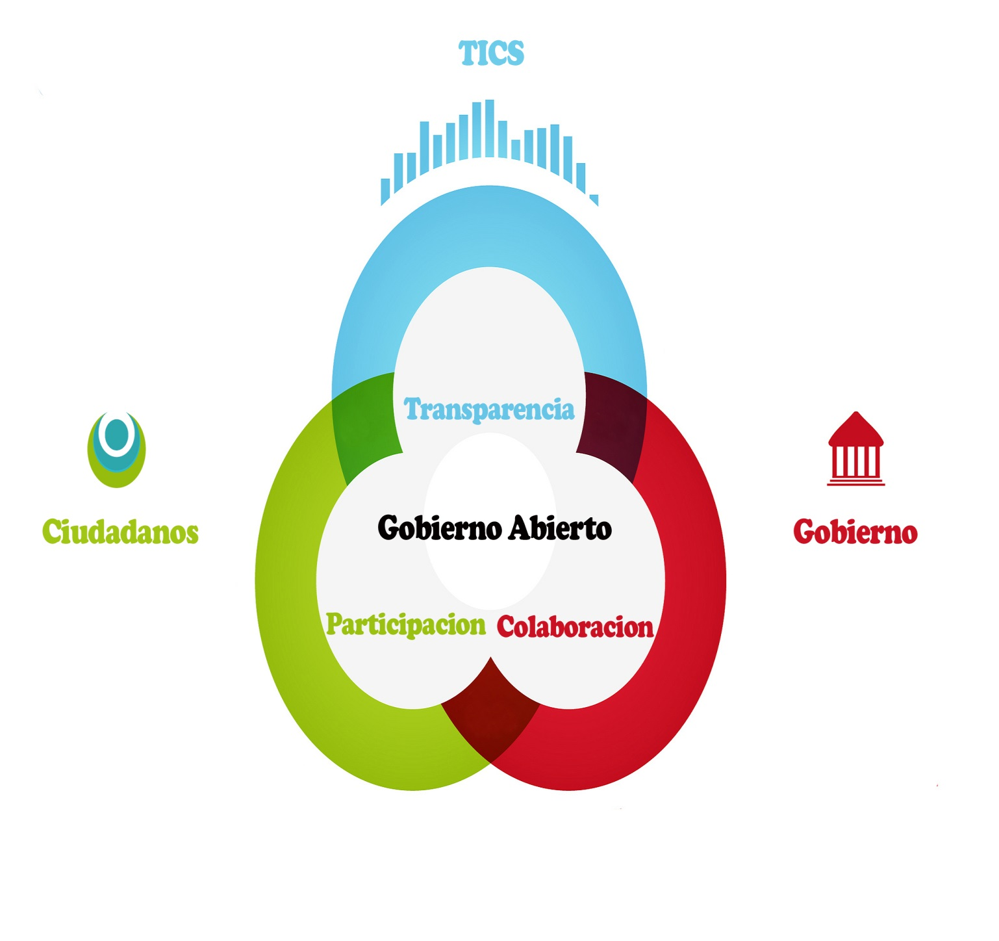 TICS
Transparencia
Ciudadanos
Gobierno Abierto
Gobierno
Participacion
Colaboracion